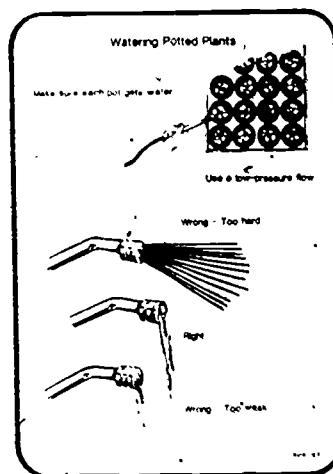 Watering Potted Plants
Make sure each pot gets water
Use a low-pressure flow
Wrong - Too hard
Right
Wrong - Too weak